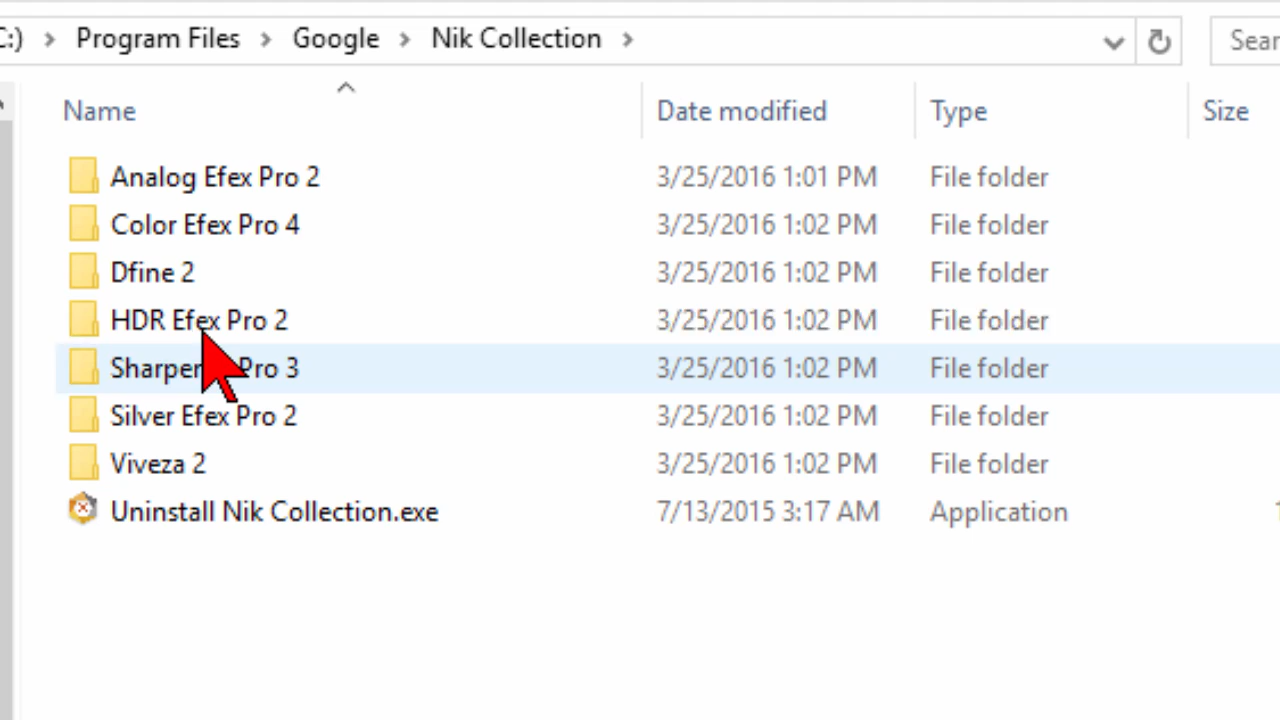 C:) > Program Files > Google > Nik Collection >
Name Date modified Type Size
Analog Efex Pro 2 3/25/2016 1:01 PM File folder
Color Efex Pro 4 3/25/2016 1:02 PM File folder
Dfine 2 3/25/2016 1:02 PM File folder
HDR Efex Pro 2 3/25/2016 1:02 PM File folder
Pro 3 3/25/2016 1:02 PM File folder
Silver Efex Pro 2 3/25/2016 1:02 PM File folder
Viveza 2 3/25/2016 1:02 PM File folder
Uninstall Nik Collection.exe 7/13/2015 3:17 AM Application